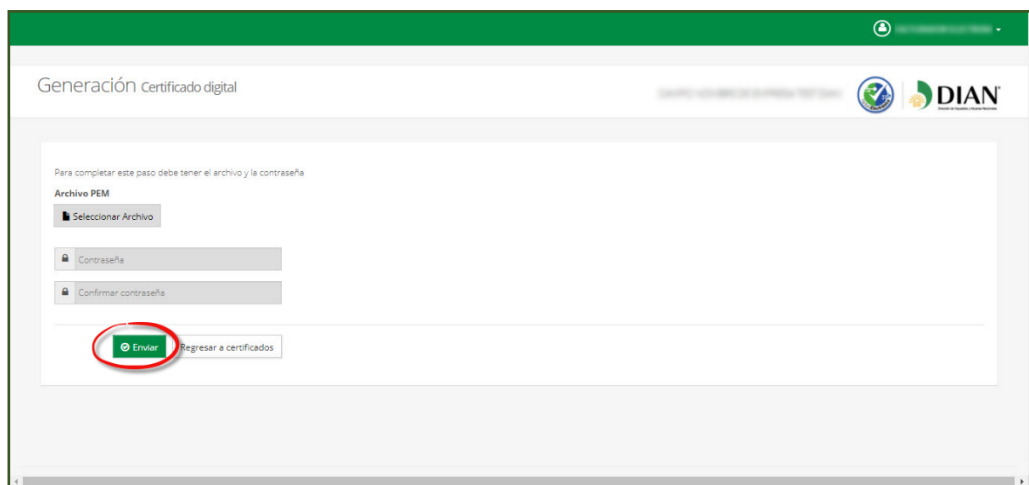 Generación Certificado digital
DIAN
Para completar este paso debe tener el archivo y la contraseña
Archivo PEM
Seleccionar Archivo
Contraseña
Confirmar contraseña
Enviar
Regresar a certificados